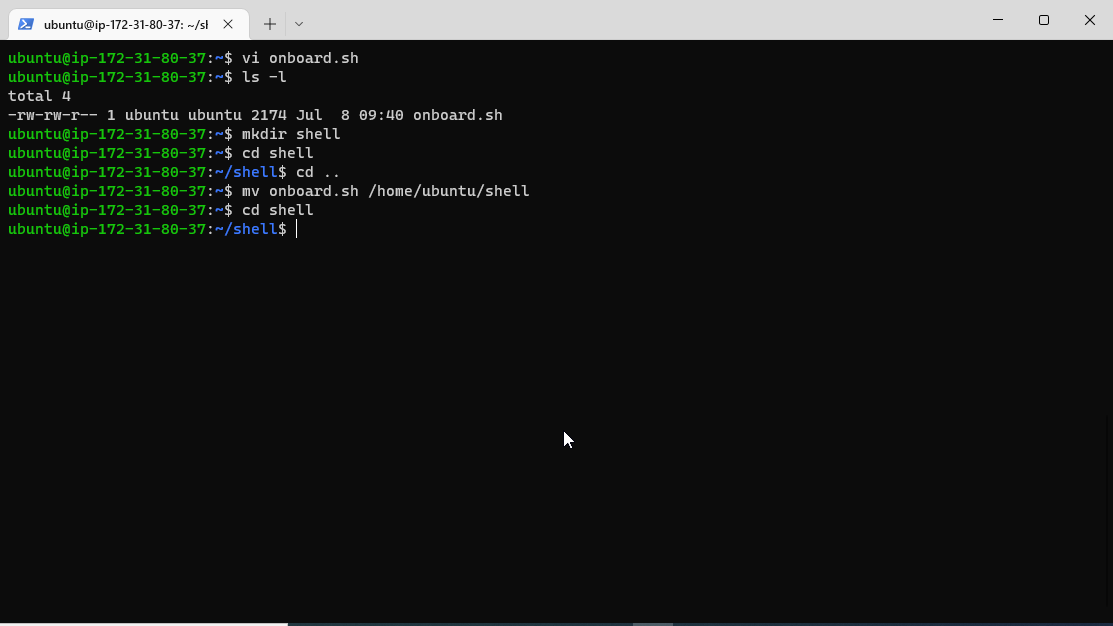 ubuntu@ip-172-31-80-37: ~/sl
ubuntu@ip-172-31-80-37:~$ vi onboard.sh
ubuntu@ip-172-31-80-37:~$ ls -l
total 4
-rw-rw-r-- 1 ubuntu ubuntu 2174 Jul  8 09:40 onboard.sh
ubuntu@ip-172-31-80-37:~$ mkdir shell
ubuntu@ip-172-31-80-37:~$ cd shell
ubuntu@ip-172-31-80-37:~/shell$ cd ..
ubuntu@ip-172-31-80-37:~$ mv onboard.sh /home/ubuntu/shell
ubuntu@ip-172-31-80-37:~$ cd shell
ubuntu@ip-172-31-80-37:~/shell$